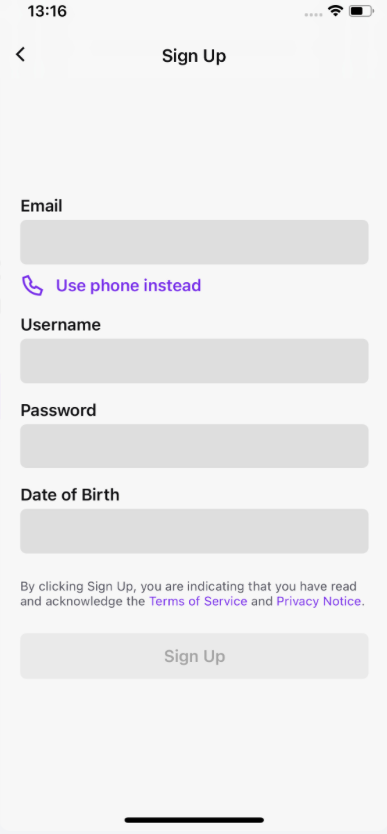 13:16
Sign Up
Email
Use phone instead
Username
Password
Date of Birth
By clicking Sign Up, you are indicating that you have read
and acknowledge the Terms of Service and Privacy Notice.
Sign Up